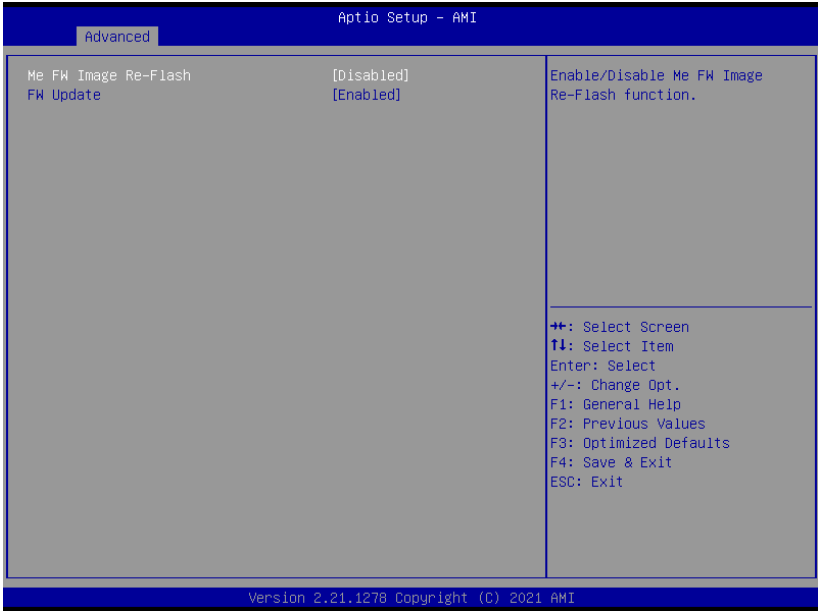 Aptio Setup – AMI
Advanced
Me FW Image Re-Flash [Disabled]
FW Update [Enabled]
Enable/Disable Me FW Image
Re-Flash function.
→←: Select Screen
↑↓: Select Item
Enter: Select
+/-: Change Opt.
F1: General Help
F2: Previous Values
F3: Optimized Defaults
F4: Save & Exit
ESC: Exit
Version 2.21.1278 Copyright (C) 2021 AMI